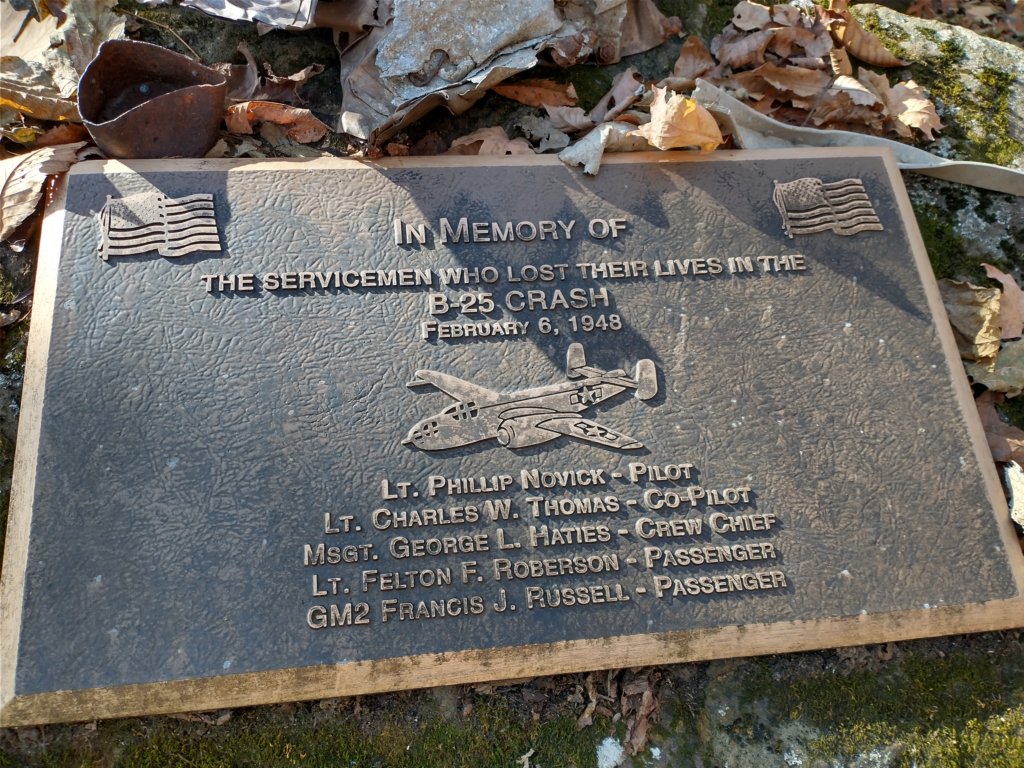 IN MEMORY OF
THE SERVICEMEN WHO LOST THEIR LIVES IN THE
B-25 CRASH
FEBRUARY 6, 1948
LT. PHILLIP NOVICK - PILOT
LT. CHARLES W. THOMAS - CO-PILOT
MSGT. GEORGE L. HATIES - CREW CHIEF
LT. FELTON F. ROBERSON - PASSENGER
GM2 FRANCIS J. RUSSELL - PASSENGER